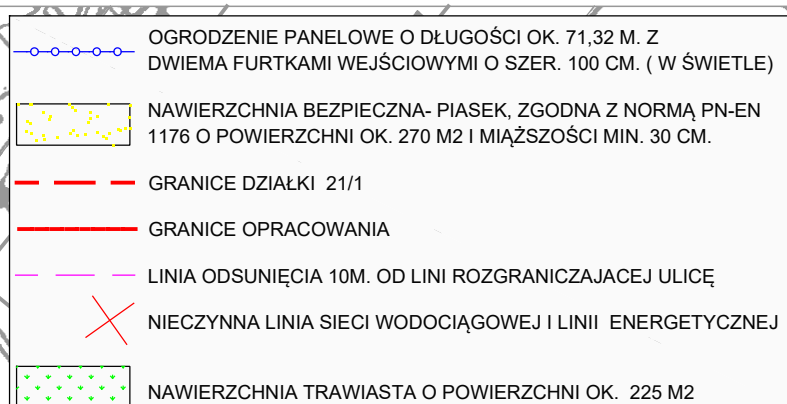 OGRODZENIE PANELOWE O DŁUGOŚCI OK. 71,32 M. Z
DWIEMA FURTKAMI WEJŚCIOWYMI O SZER. 100 CM. ( W ŚWIETLE)
NAWIERZCHNIA BEZPIECZNA- PIASEK, ZGODNA Z NORMĄ PN-EN
1176 O POWIERZCHNI OK. 270 M2 I MIĄŻSZOŚCI MIN. 30 CM.
GRANICE DZIAŁKI 21/1
GRANICE OPRACOWANIA
LINIA ODSUNIĘCIA 10M. OD LINI ROZGRANICZAJACEJ ULICĘ
NIECZYNNA LINIA SIECI WODOCIĄGOWEJ I LINII ENERGETYCZNEJ
NAWIERZCHNIA TRAWIASTA O POWIERZCHNI OK. 225 M2